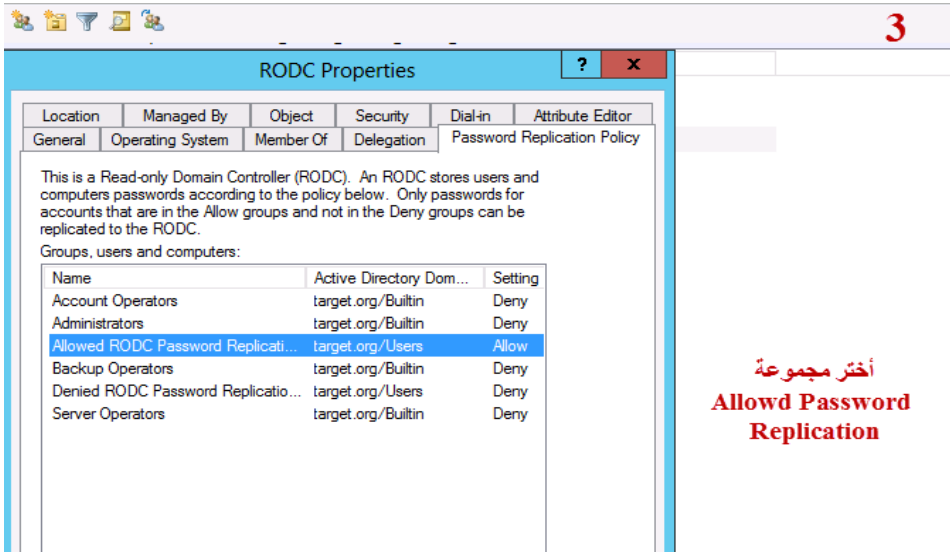 3
RODC Properties
? x
Location Managed By Object Security Dial-in Attribute Editor
General Operating System Member Of Delegation Password Replication Policy
This is a Read-only Domain Controller (RODC). An RODC stores users and
computers passwords according to the policy below. Only passwords for
accounts that are in the Allow groups and not in the Deny groups can be
replicated to the RODC.
Groups, users and computers:
Name Active Directory Dom... Setting
Account Operators target.org/Builtin Deny
Administrators target.org/Builtin Deny
Allowed RODC Password Replicati... target.org/Users Allow
Backup Operators target.org/Builtin Deny
Denied RODC Password Replicatio... target.org/Users Deny
Server Operators target.org/Builtin Deny
أختر مجموعة
Allowd Password
Replication